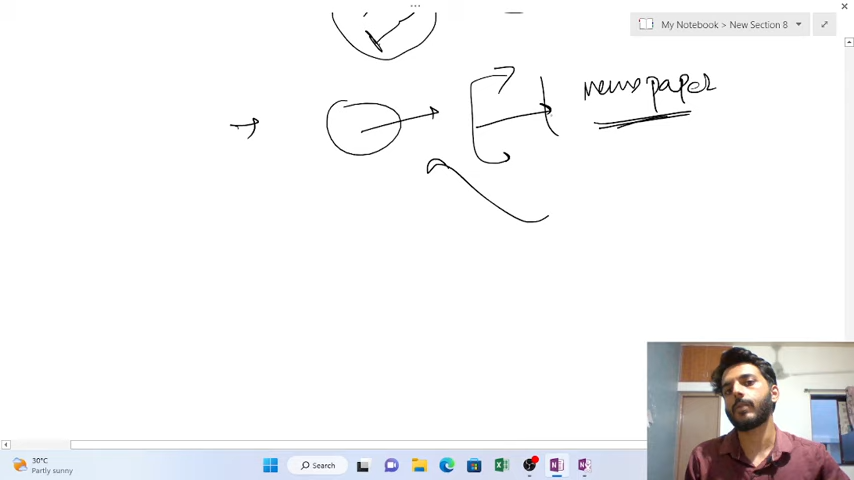 My Notebook > New Section 8
newspaper
30°C
Partly sunny
Search